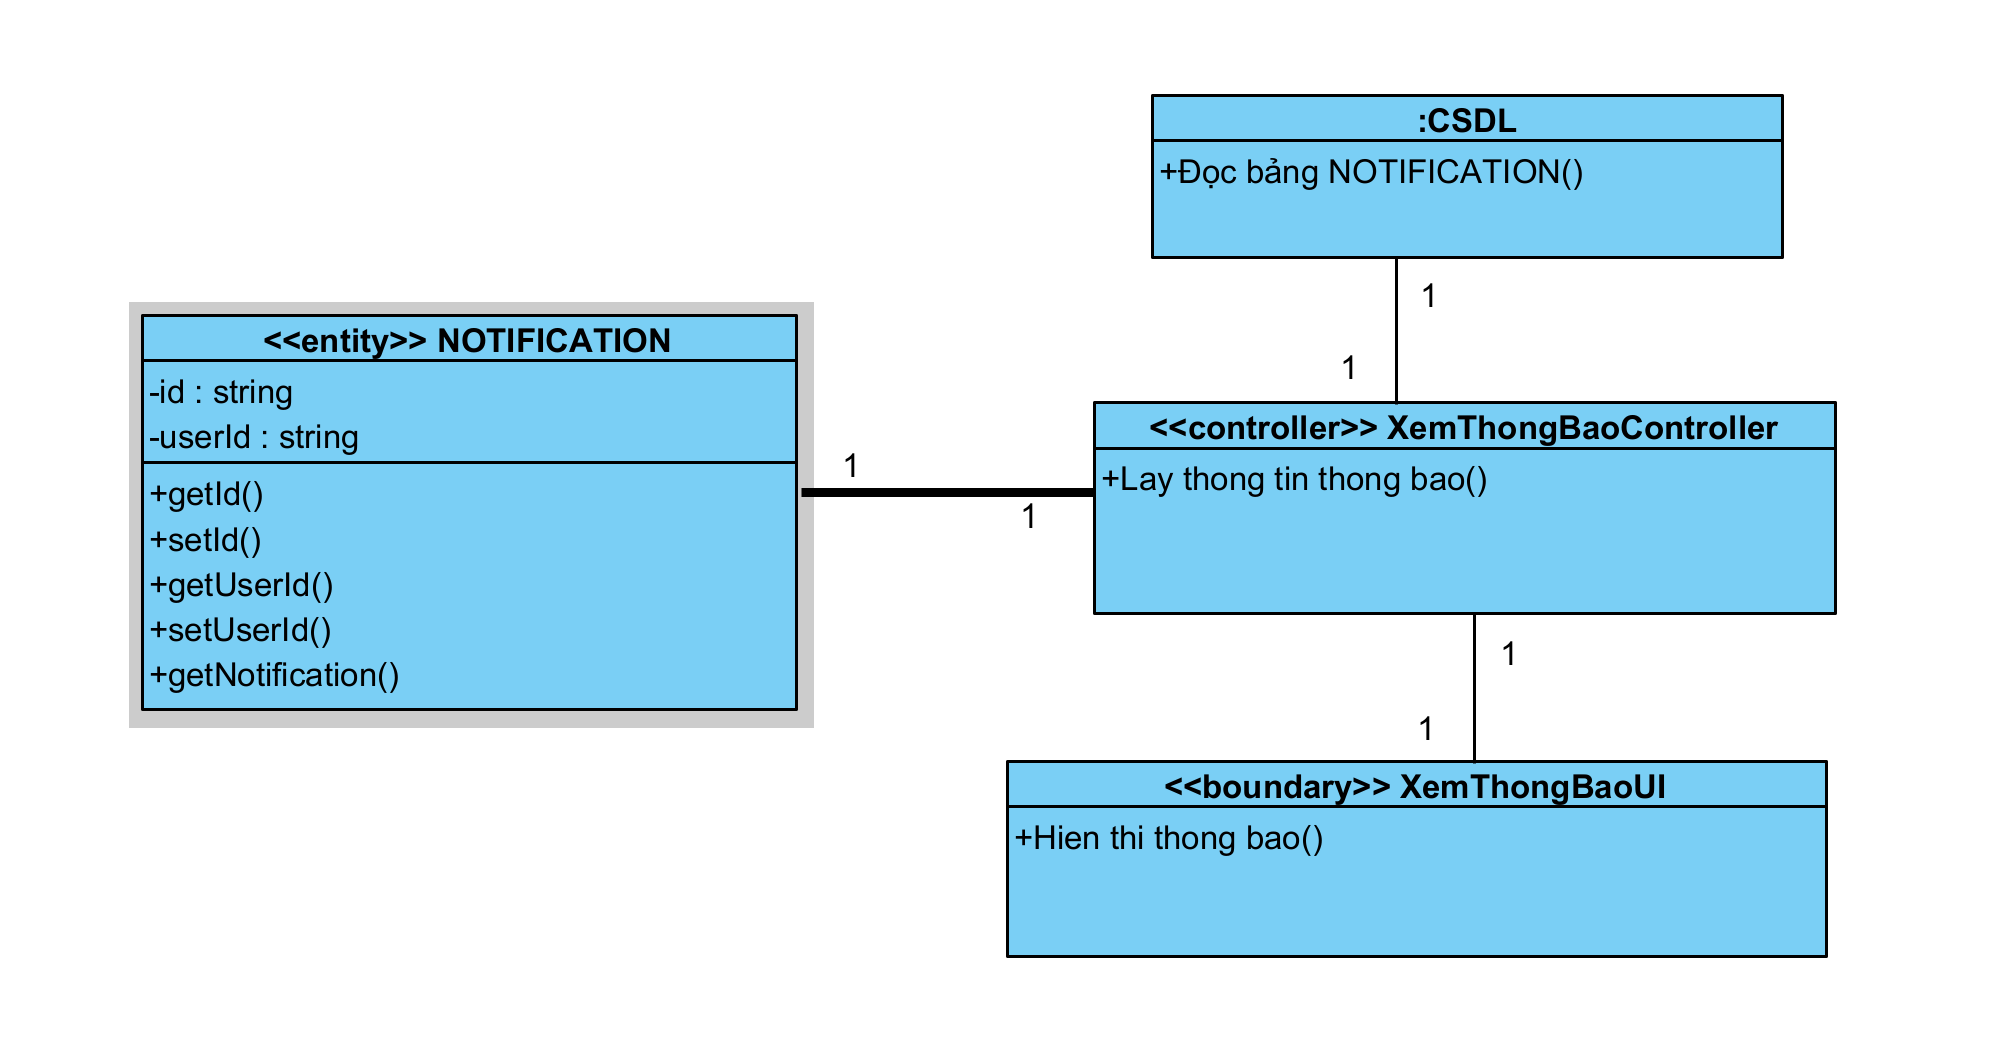 :CSDL
+Đọc bảng NOTIFICATION()
1
1
<<entity>> NOTIFICATION
-id : string
-userId : string
+getId()
+setId()
+getUserId()
+setUserId()
+getNotification()
1
1
<<controller>> XemThongBaoController
+Lay thong tin thong bao()
1
1
<<boundary>> XemThongBaoUI
+Hien thi thong bao()